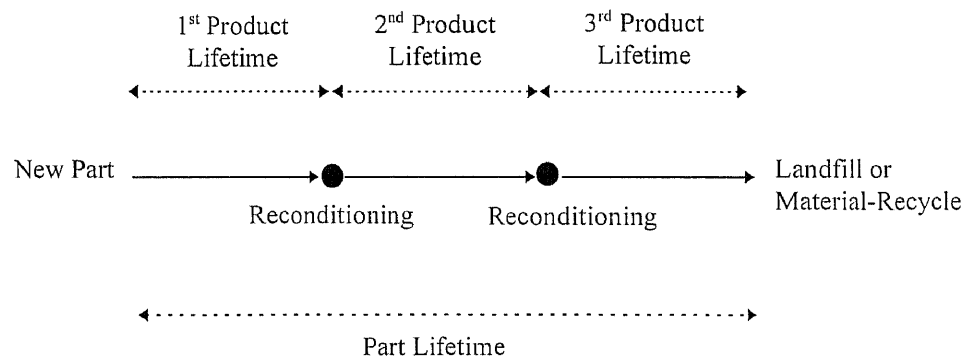 1st Product
Lifetime
2nd Product
Lifetime
3rd Product
Lifetime
New Part
Reconditioning
Reconditioning
Landfill or
Material-Recycle
Part Lifetime